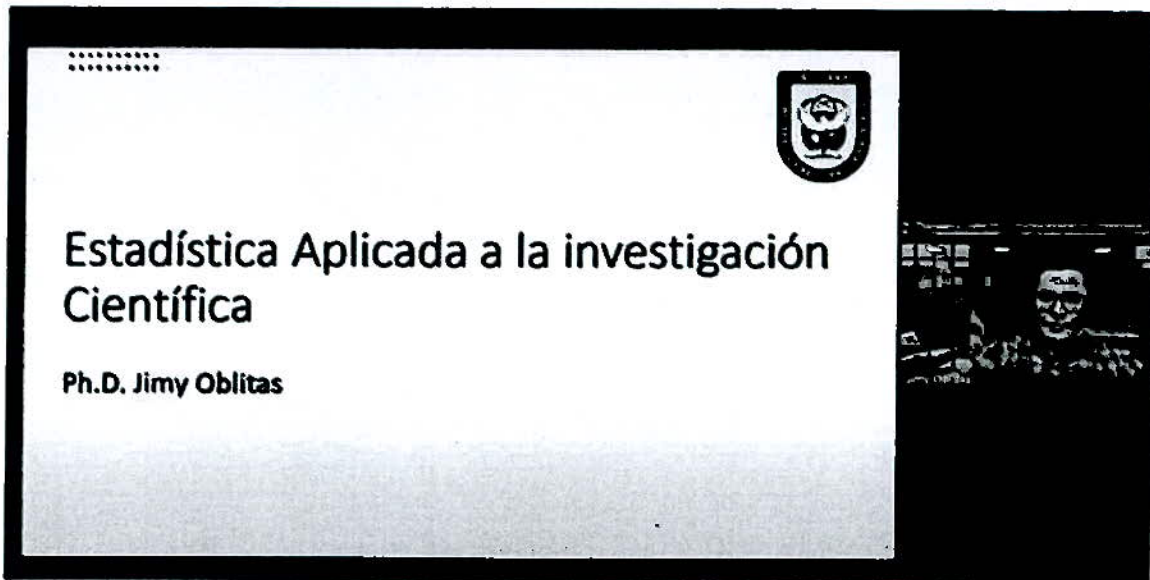 Estadística Aplicada a la investigación
Científica
Ph.D. Jimy Oblitas